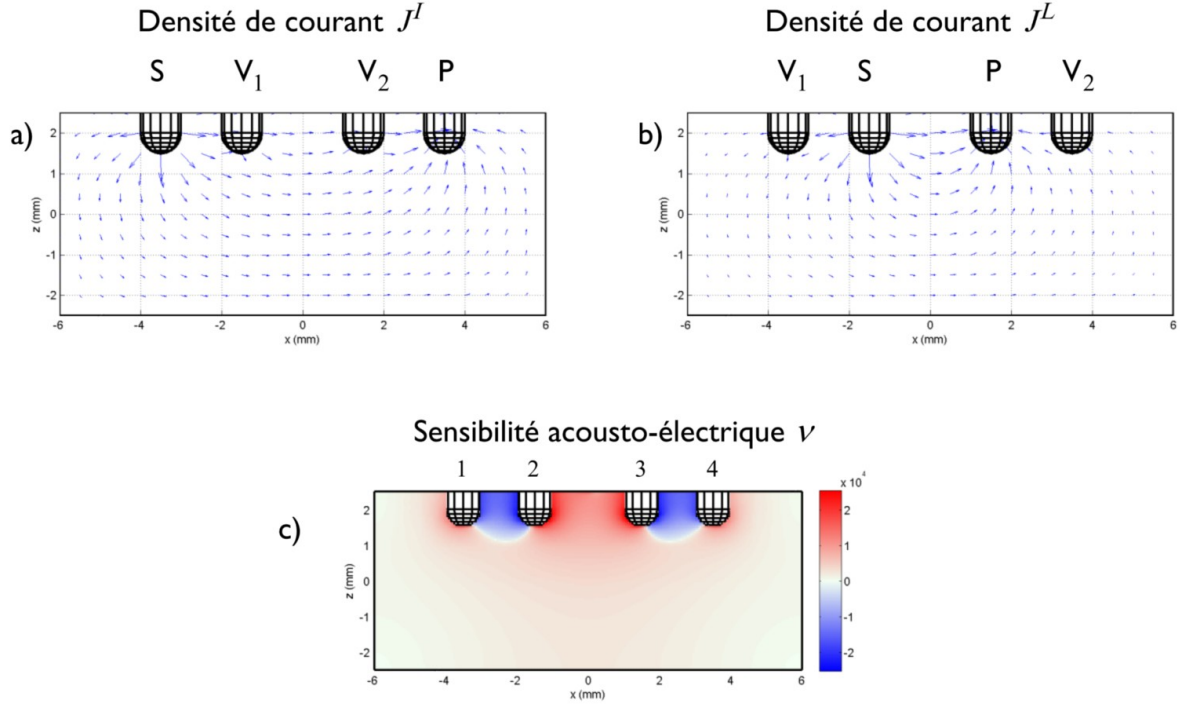 Densité de courant J^I
Densité de courant J^L
S V₁ V₂ P
V₁ S P V₂
a)
2
1
0
-1
-2
z (mm)
-6 -4 -2 0 2 4 6
x (mm)
b)
2
1
0
-1
-2
z (mm)
-6 -4 -2 0 2 4 6
x (mm)
Sensibilité acousto-électrique ν
1 2 3 4
c)
2
1
0
-1
-2
z (mm)
-6 -4 -2 0 2 4 6
x (mm)
x 10⁴
2
1
0
-1
-2